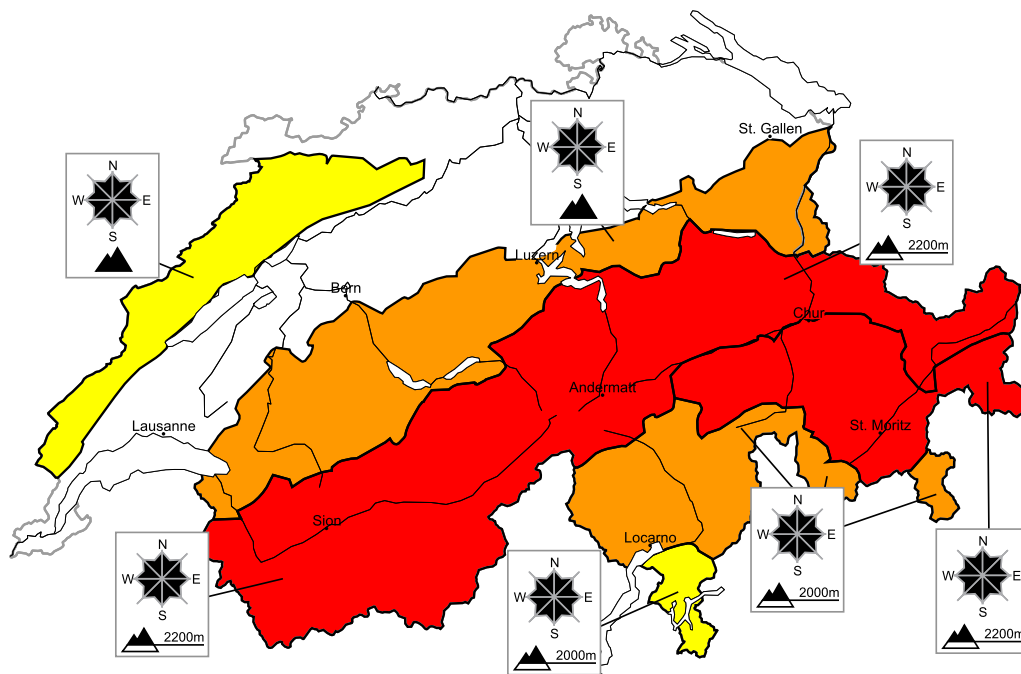 N
W E
S
St. Gallen
N
W E
S
N
W E
S
2200m
Luzern
Bern
Chur
Andermatt
Lausanne
St. Moritz
Sion
Locarno
N
W E
S
2000m
N
W E
S
2200m
N
W E
S
2200m
N
W E
S
2000m